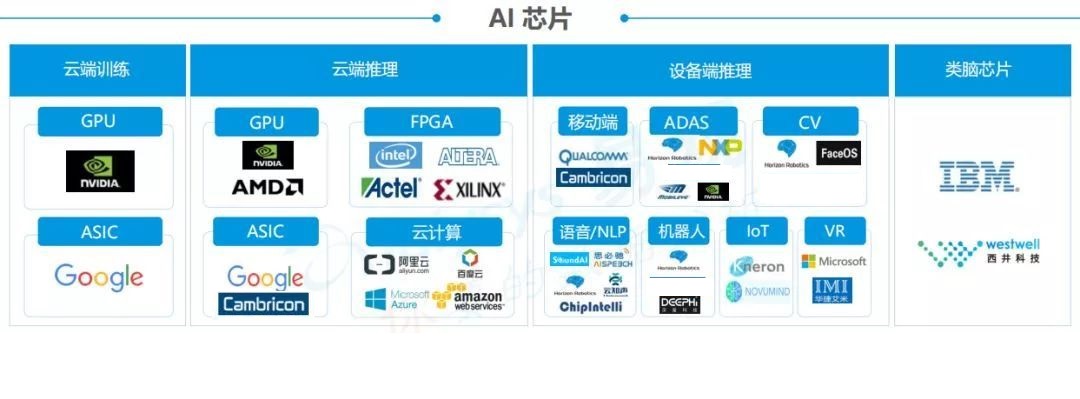 AI 芯片
云端训练
云端推理
设备端推理
类脑芯片
GPU
NVIDIA.
ASIC
Google
GPU
NVIDIA
AMD
FPGA
intel
ALTERA
Actel
XILINX
ASIC
Google
Cambricon
云计算
阿里云
aliyun.com
百度云
Microsoft
Azure
amazon
web services
移动端
QUALCOMM
Cambricon
ADAS
Horizon Robotics
NXP
MOBILEYE
NVIDIA
CV
Horizon Robotics
FaceOS
语音/NLP
SoundAI
思必驰
AISPEECH
Horizon Robotics
云知声
ChipIntelli
机器人
Horizon Robotics
DEEPHi
深鉴科技
IoT
Kneron
NOVUMIND
VR
Microsoft
IMI
华捷艾米
IBM
westwell
西井科技